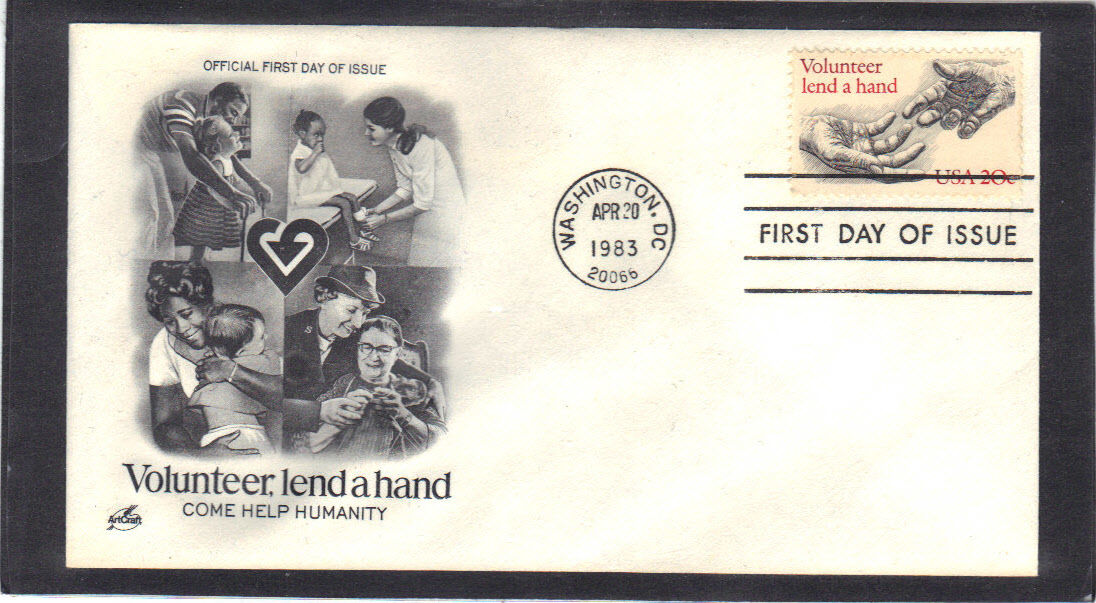 OFFICIAL FIRST DAY OF ISSUE
Volunteer
lend a hand
USA 20c
WASHINGTON, DC
APR 20
1983
20066
FIRST DAY OF ISSUE
S
Volunteer, lend a hand
COME HELP HUMANITY
ArtCraft